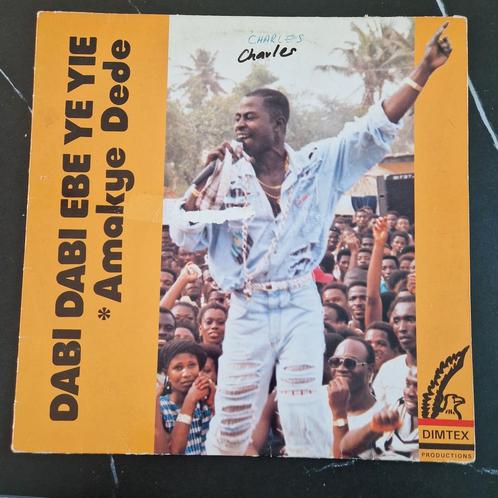 CHARLES
Charles
DABI DABI EBE YE YIE
* Amakye Dede
DIMTEX
PRODUCTIONS